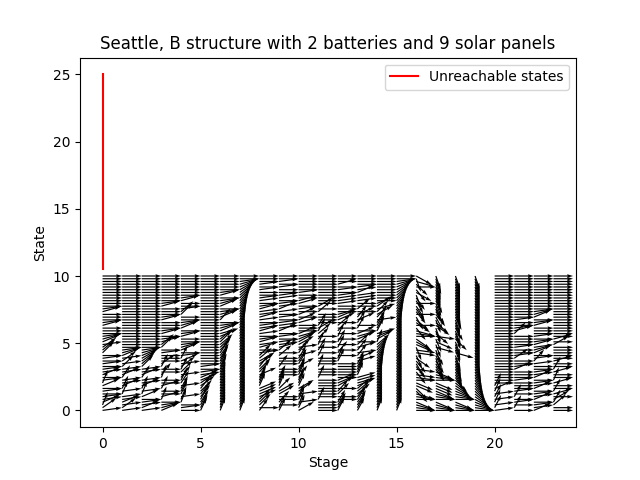 Seattle, B structure with 2 batteries and 9 solar panels
Unreachable states
25
20
15
10
5
0
State
0 5 10 15 20
Stage